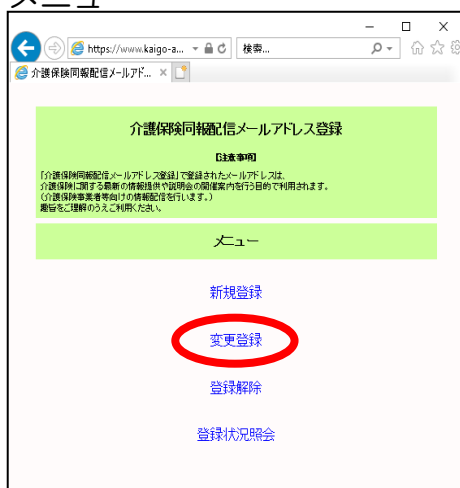 メニュー
https://www.kaigo-a...
検索...
介護保険同報配信メールアド...
介護保険同報配信メールアドレス登録
【注意事項】
「介護保険同報配信メールアドレス登録」で登録されたメールアドレスは、
介護保険に関する最新の情報提供や説明会の開催案内を行う目的で利用されます。
（介護保険事業者等向けの情報配信を行います。）
趣旨をご理解のうえご利用ください。
メニュー
新規登録
変更登録
登録解除
登録状況照会